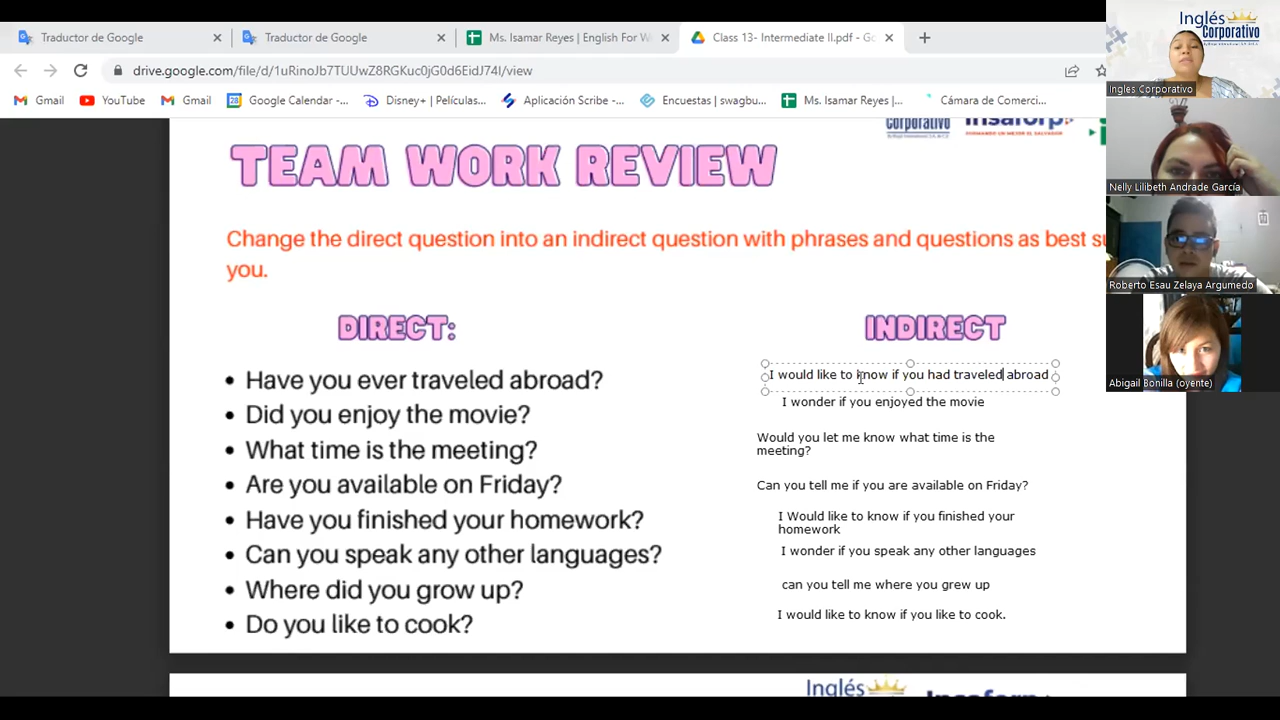 Traductor de Google
Traductor de Google
Ms. Isamar Reyes | English For W
Class 13- Intermediate II.pdf - Go
drive.google.com/file/d/1uRinoJb7TUUwZ8RGKuc0jG0d6EidJ74I/view
Gmail
YouTube
Gmail
Google Calendar -...
Disney+ | Películas...
Aplicación Scribe -...
Encuestas | swagbu...
Ms. Isamar Reyes |...
Cámara de Comerci...
Corporativo
Insaforp
TEAM WORK REVIEW
Change the direct question into an indirect question with phrases and questions as best su
you.
DIRECT:
• Have you ever traveled abroad?
• Did you enjoy the movie?
• What time is the meeting?
• Are you available on Friday?
• Have you finished your homework?
• Can you speak any other languages?
• Where did you grow up?
• Do you like to cook?
INDIRECT
I would like to know if you had traveled abroad
I wonder if you enjoyed the movie
Would you let me know what time is the
meeting?
Can you tell me if you are available on Friday?
I Would like to know if you finished your
homework
I wonder if you speak any other languages
can you tell me where you grew up
I would like to know if you like to cook.
Inglés
Insaforp
Inglés
Corporativo
Ingles Corporativo
Nelly Lilibeth Andrade García
Roberto Esau Zelaya Argumedo
Abigail Bonilla (oyente)